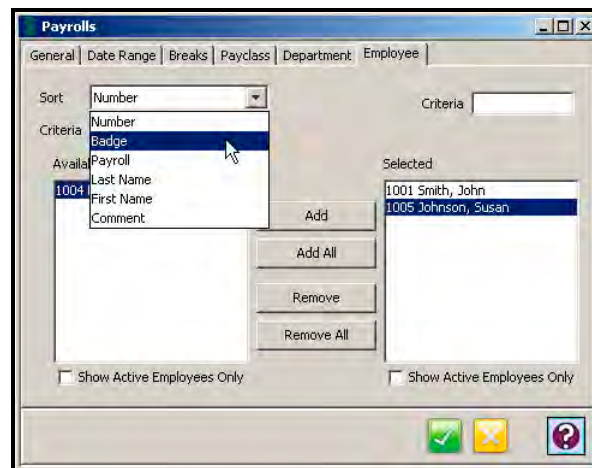 Payrolls
General Date Range Breaks Payclass Department Employee
Sort Number
Criteria
Number
Criteria
Badge
Payroll
Last Name
First Name
Comment
Selected
1004
1001 Smith, John
1005 Johnson, Susan
Add
Add All
Remove
Remove All
Show Active Employees Only
Show Active Employees Only
?